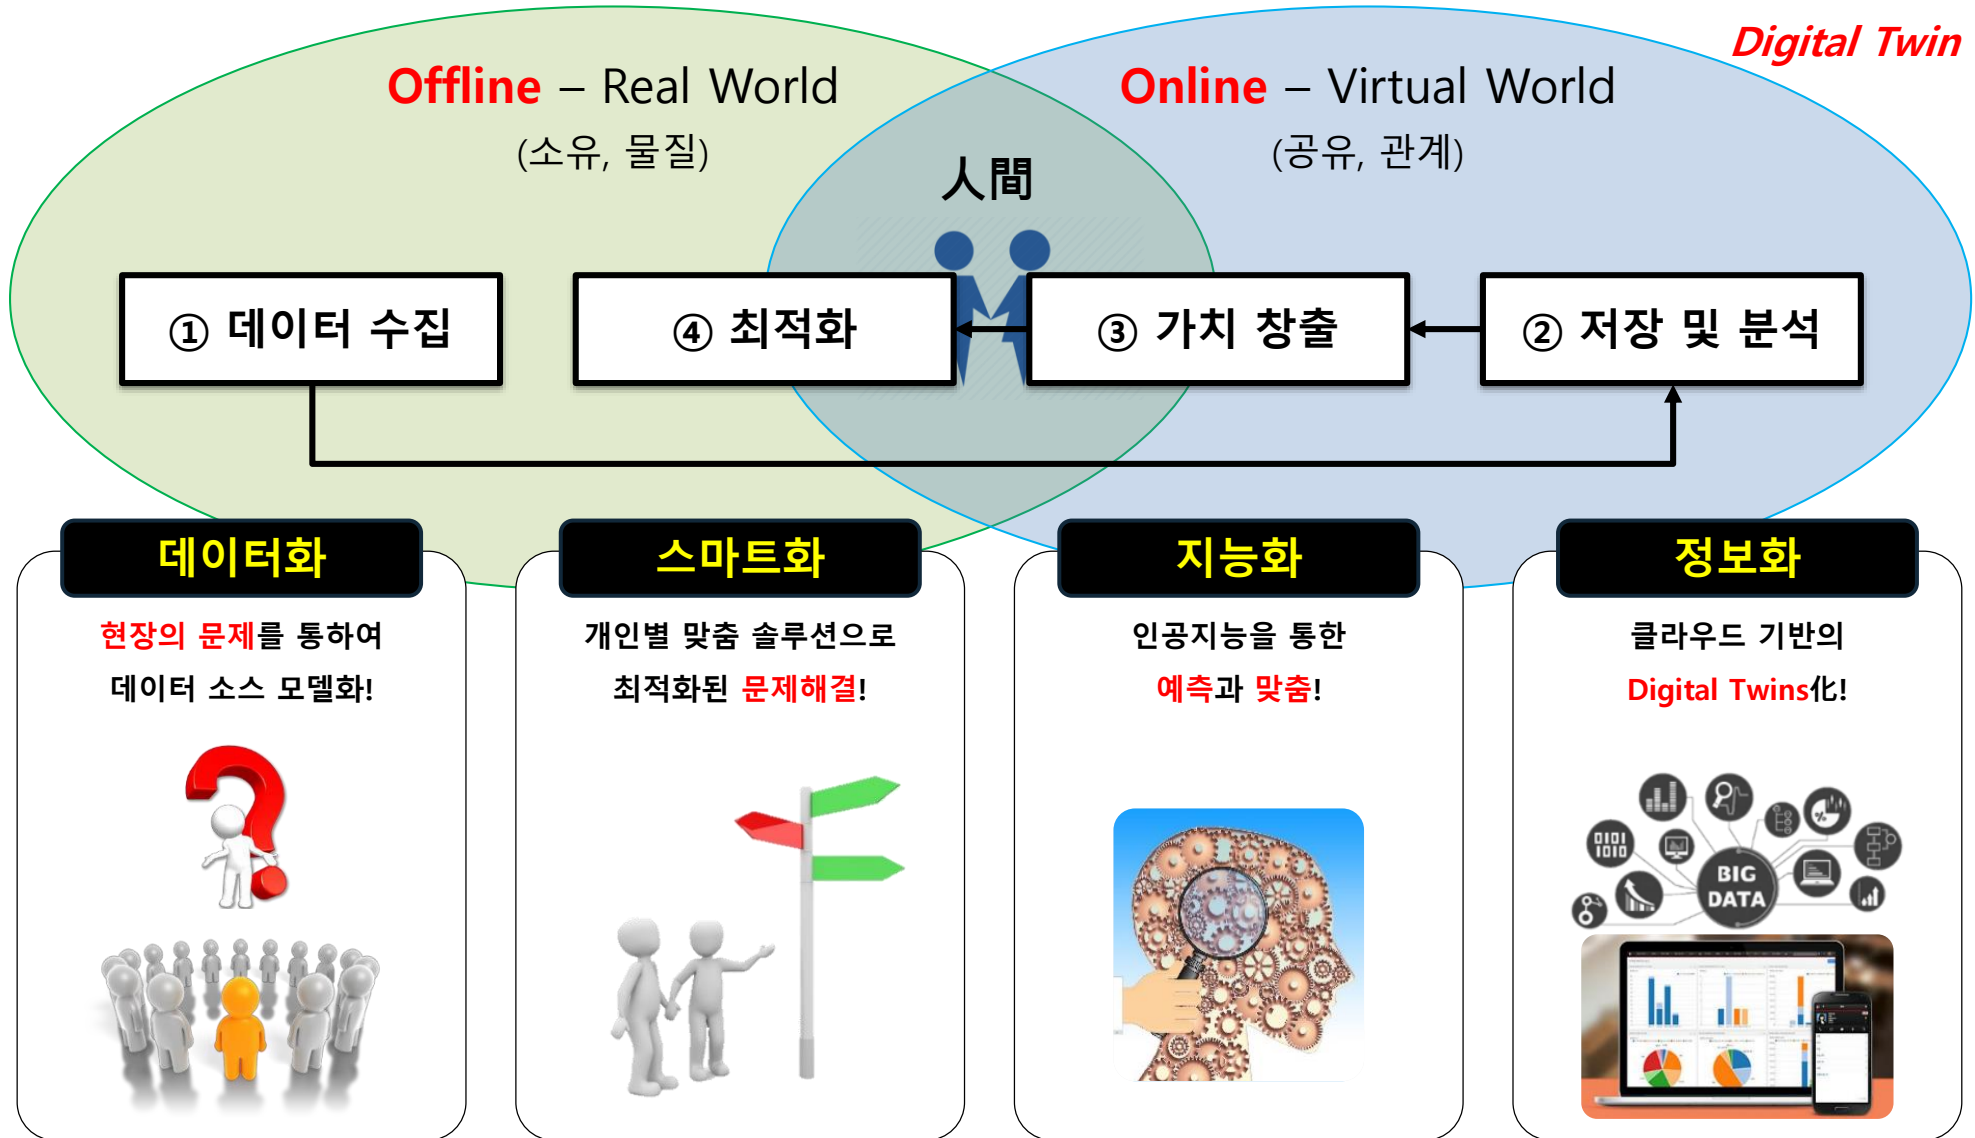 Digital Twin
Offline – Real World
(소유, 물질)
Online – Virtual World
(공유, 관계)
人間
① 데이터 수집
④ 최적화
③ 가치 창출
② 저장 및 분석
데이터화
현장의 문제를 통하여
데이터 소스 모델화!
스마트화
개인별 맞춤 솔루션으로
최적화된 문제해결!
지능화
인공지능을 통한
예측과 맞춤!
정보화
클라우드 기반의
Digital Twins化!
0101
1010
%
BIG
DATA